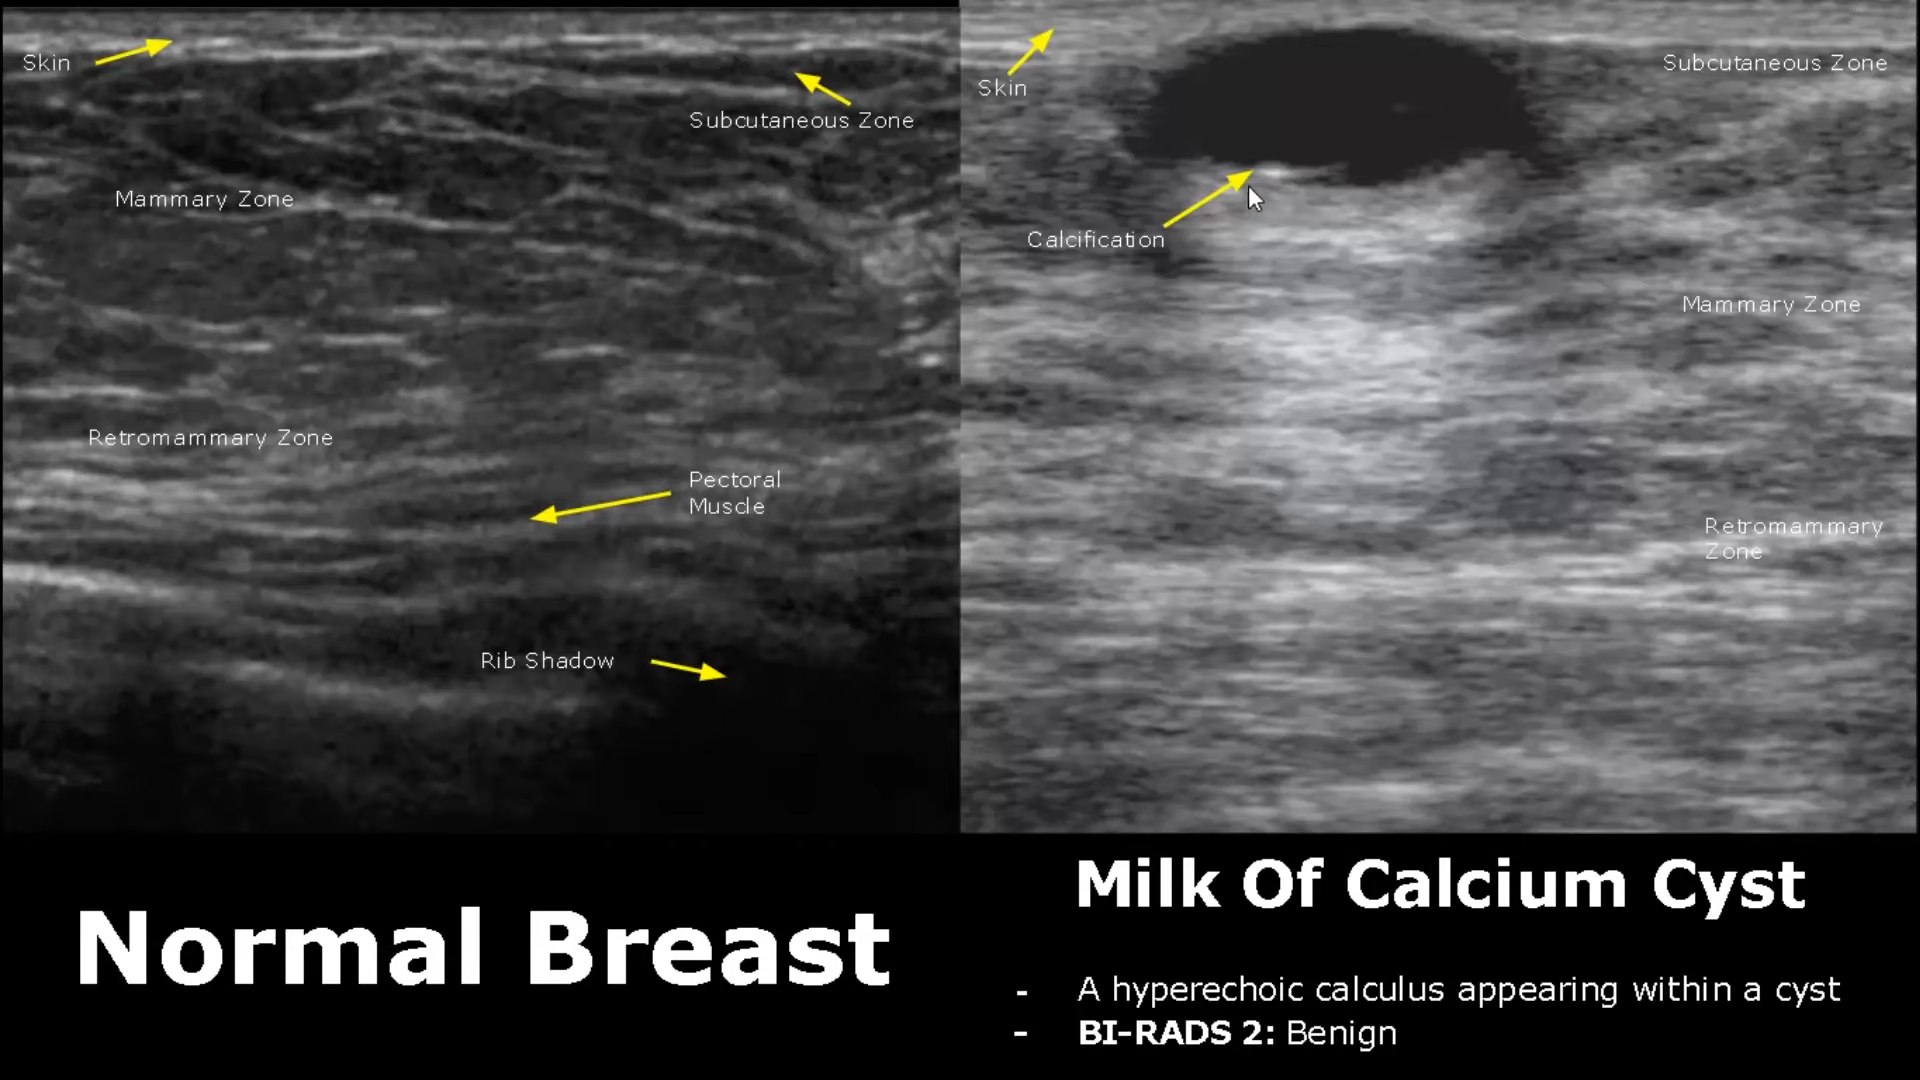 Skin
Subcutaneous Zone
Mammary Zone
Retromammary Zone
Pectoral
Muscle
Rib Shadow
Normal Breast
Skin
Subcutaneous Zone
Calcification
Mammary Zone
Retromammary
Zone
Milk Of Calcium Cyst
- A hyperechoic calculus appearing within a cyst
- BI-RADS 2: Benign